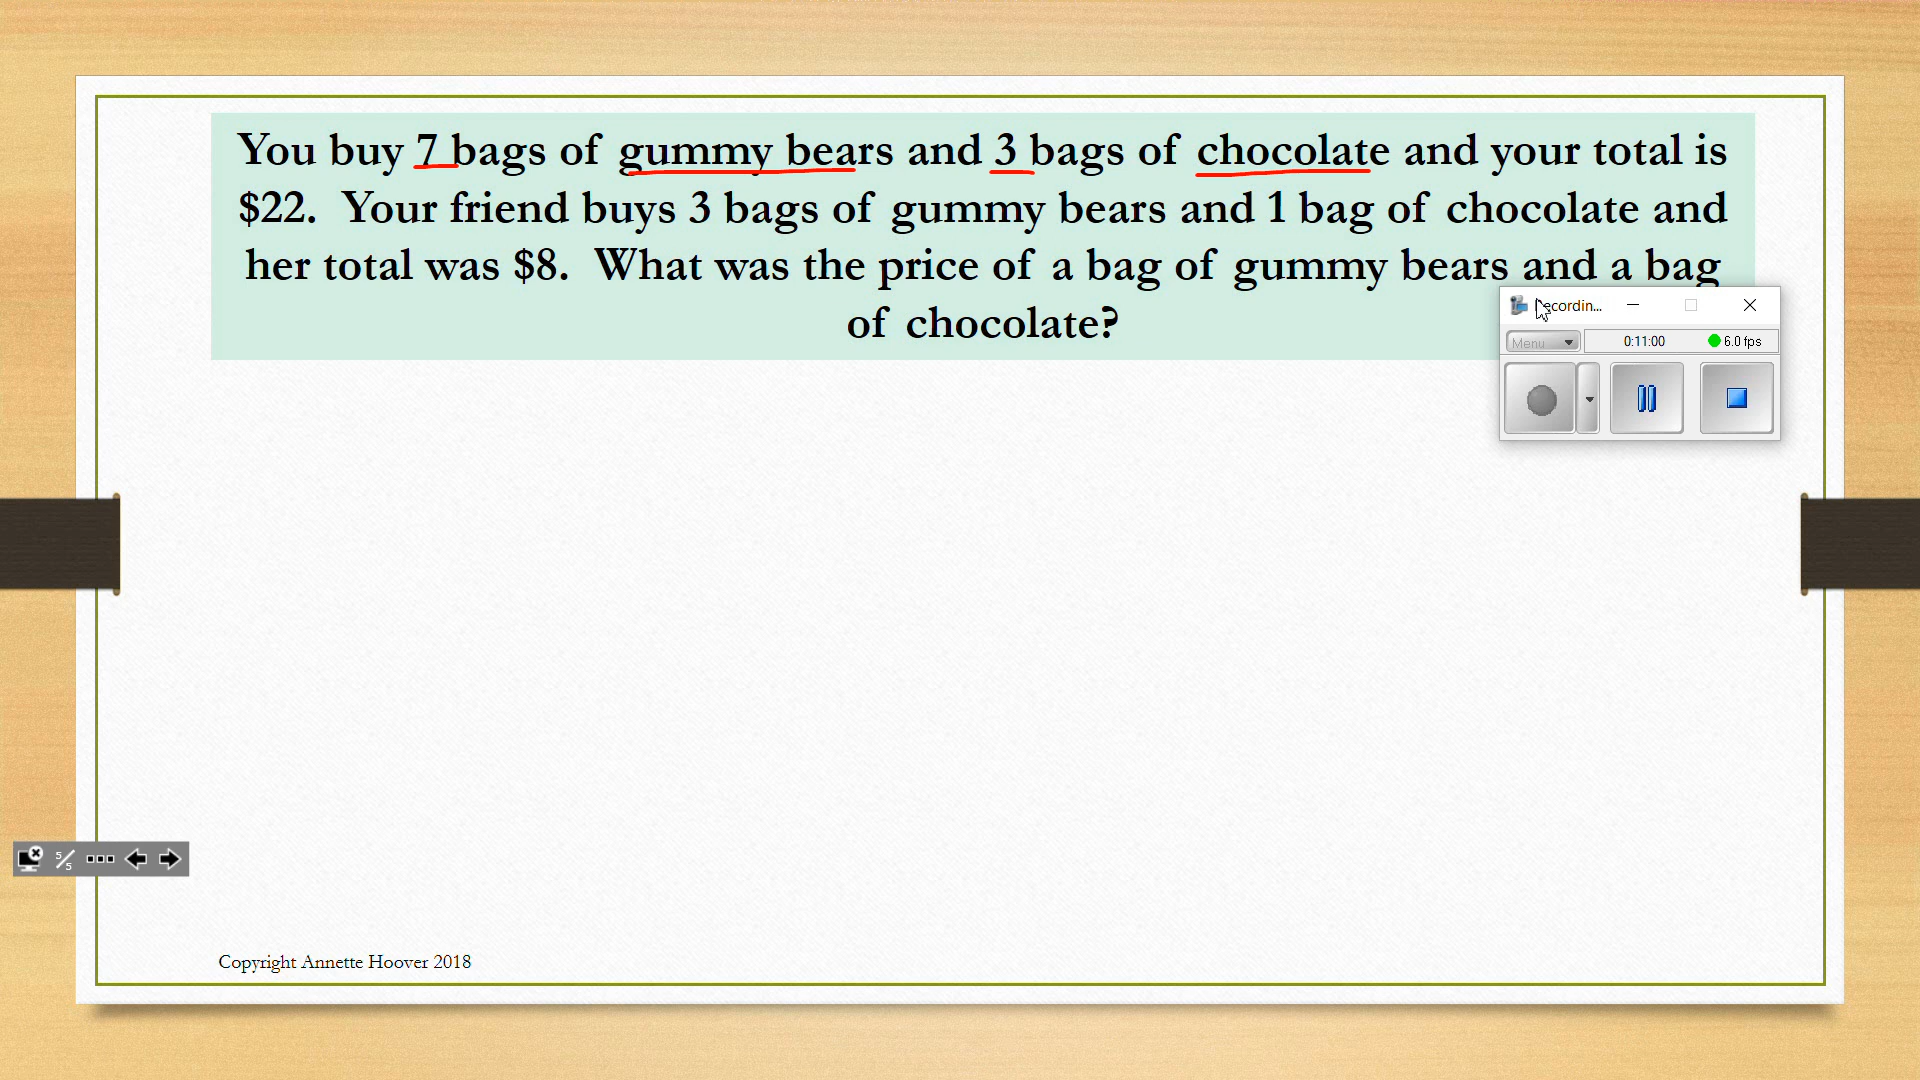 You buy 7 bags of gummy bears and 3 bags of chocolate and your total is
$22. Your friend buys 3 bags of gummy bears and 1 bag of chocolate and
her total was $8. What was the price of a bag of gummy bears and a bag
of chocolate?
Recordin...
Menu
0:11:00
6.0 fps
5/5
Copyright Annette Hoover 2018